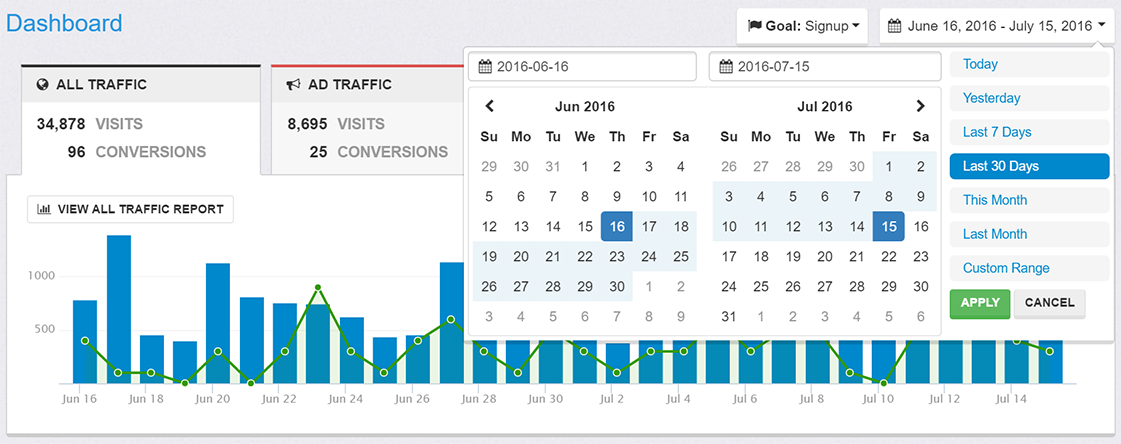 Dashboard
Goal: Signup
June 16, 2016 - July 15, 2016
ALL TRAFFIC
34,878 VISITS
96 CONVERSIONS
AD TRAFFIC
8,695 VISITS
25 CONVERSIONS
2016-06-16
2016-07-15
Jun 2016
Su Mo Tu We Th Fr Sa
29 30 31 1 2 3 4
5 6 7 8 9 10 11
12 13 14 15 16 17 18
19 20 21 22 23 24 25
26 27 28 29 30 1 2
3 4 5 6 7 8 9
Jul 2016
Su Mo Tu We Th Fr Sa
26 27 28 29 30 1 2
3 4 5 6 7 8 9
10 11 12 13 14 15 16
17 18 19 20 21 22 23
24 25 26 27 28 29 30
31 1 2 3 4 5 6
Today
Yesterday
Last 7 Days
Last 30 Days
This Month
Last Month
Custom Range
APPLY CANCEL
VIEW ALL TRAFFIC REPORT
1000
500
Jun 16 Jun 18 Jun 20 Jun 22 Jun 24 Jun 26 Jun 28 Jun 30 Jul 2 Jul 4 Jul 6 Jul 8 Jul 10 Jul 12 Jul 14